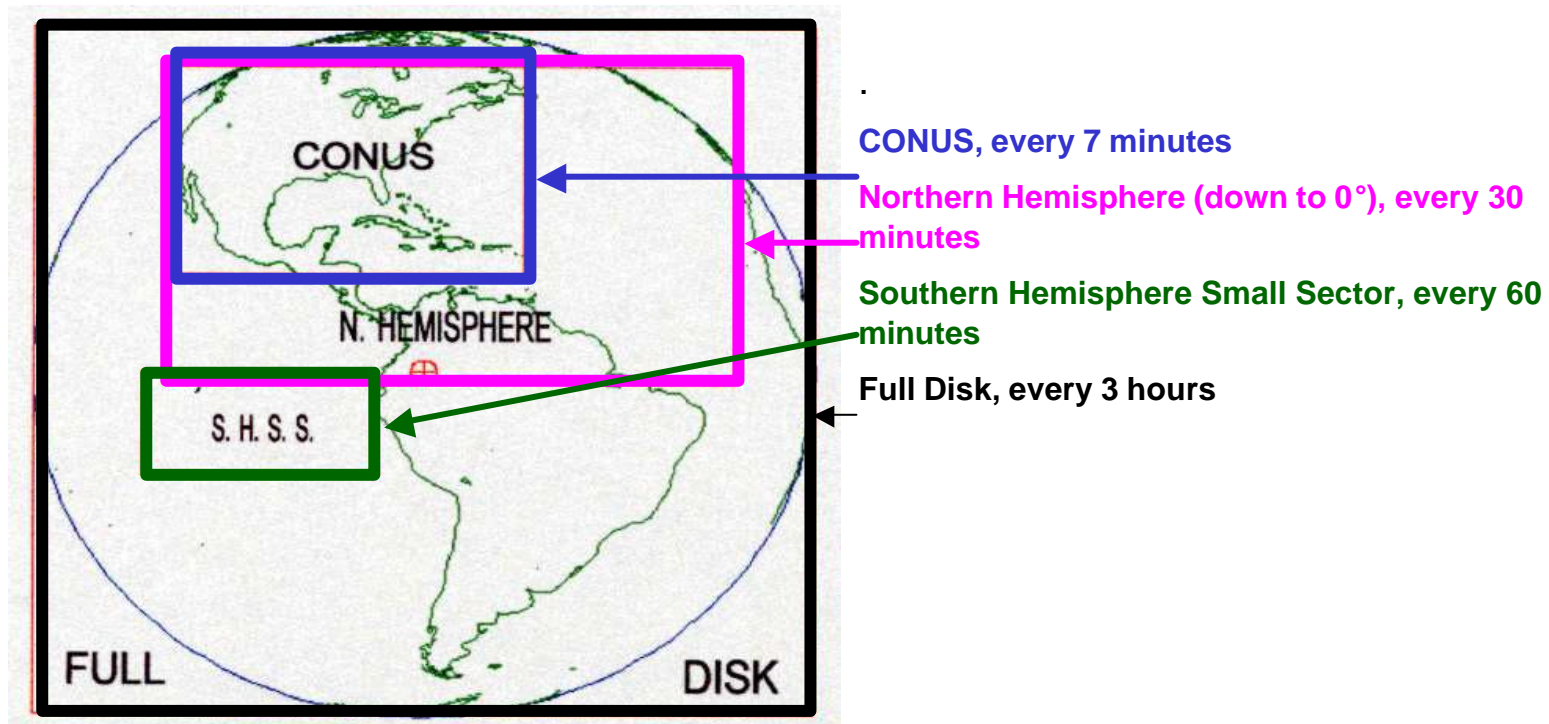 CONUS
N. HEMISPHERE
S. H. S. S.
FULL
DISK
.
CONUS, every 7 minutes
Northern Hemisphere (down to 0°), every 30
minutes
Southern Hemisphere Small Sector, every 60
minutes
Full Disk, every 3 hours